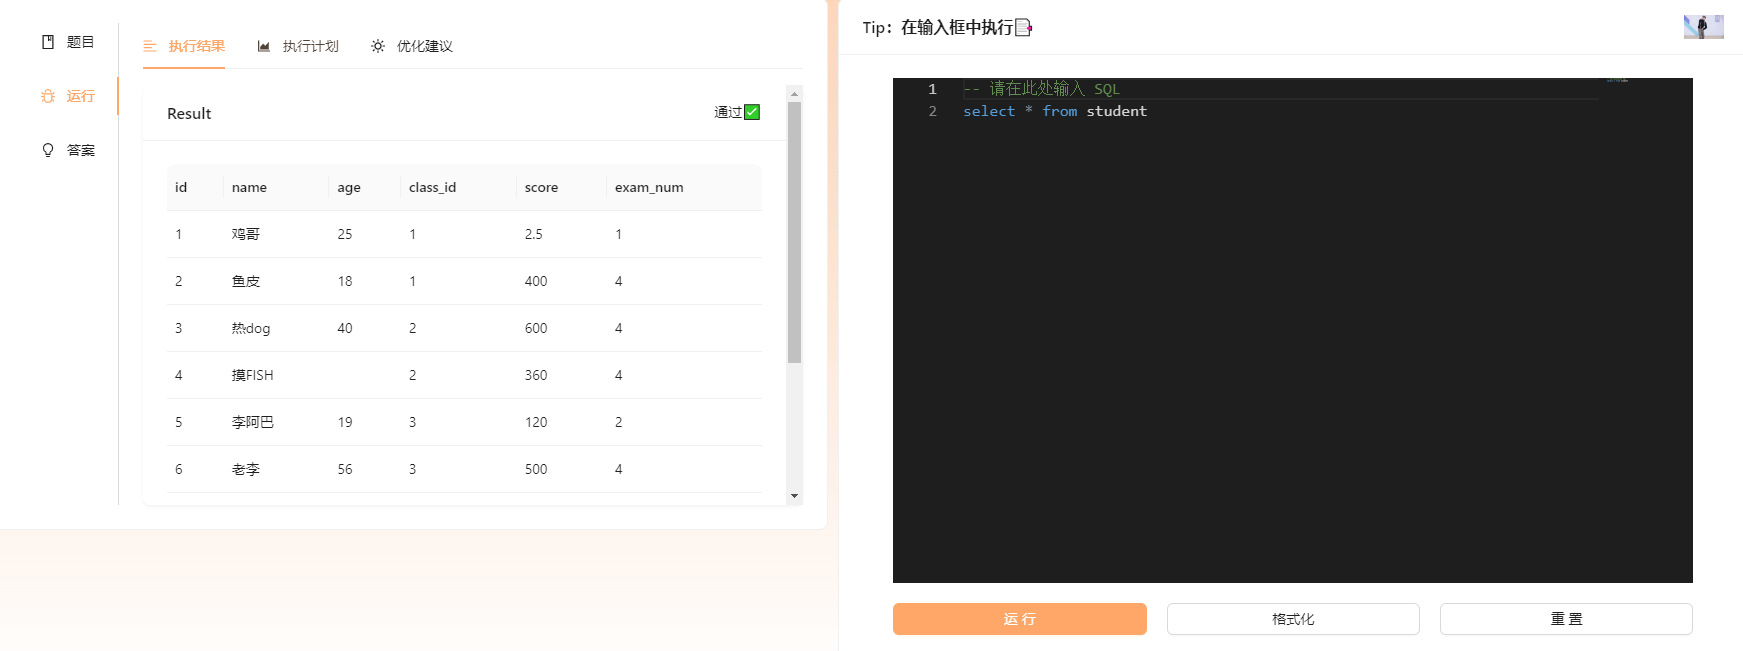 题目
运行
答案
执行结果 执行计划 优化建议
Result 通过✅
id name age class_id score exam_num
1 鸡哥 25 1 2.5 1
2 鱼皮 18 1 400 4
3 热dog 40 2 600 4
4 摸FISH 2 360 4
5 李阿巴 19 3 120 2
6 老李 56 3 500 4
Tip：在输入框中执行📑
1 -- 请在此处输入 SQL
2 select * from student
运行 格式化 重置